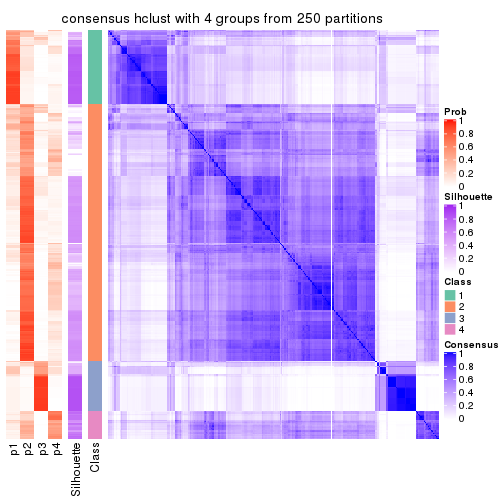 consensus hclust with 4 groups from 250 partitions
Prob
1
0.8
0.6
0.4
0.2
0
Silhouette
1
0.8
0.6
0.4
0.2
0
Class
1
2
3
4
Consensus
1
0.8
0.6
0.4
0.2
0
p1
p2
p3
p4
Silhouette
Class